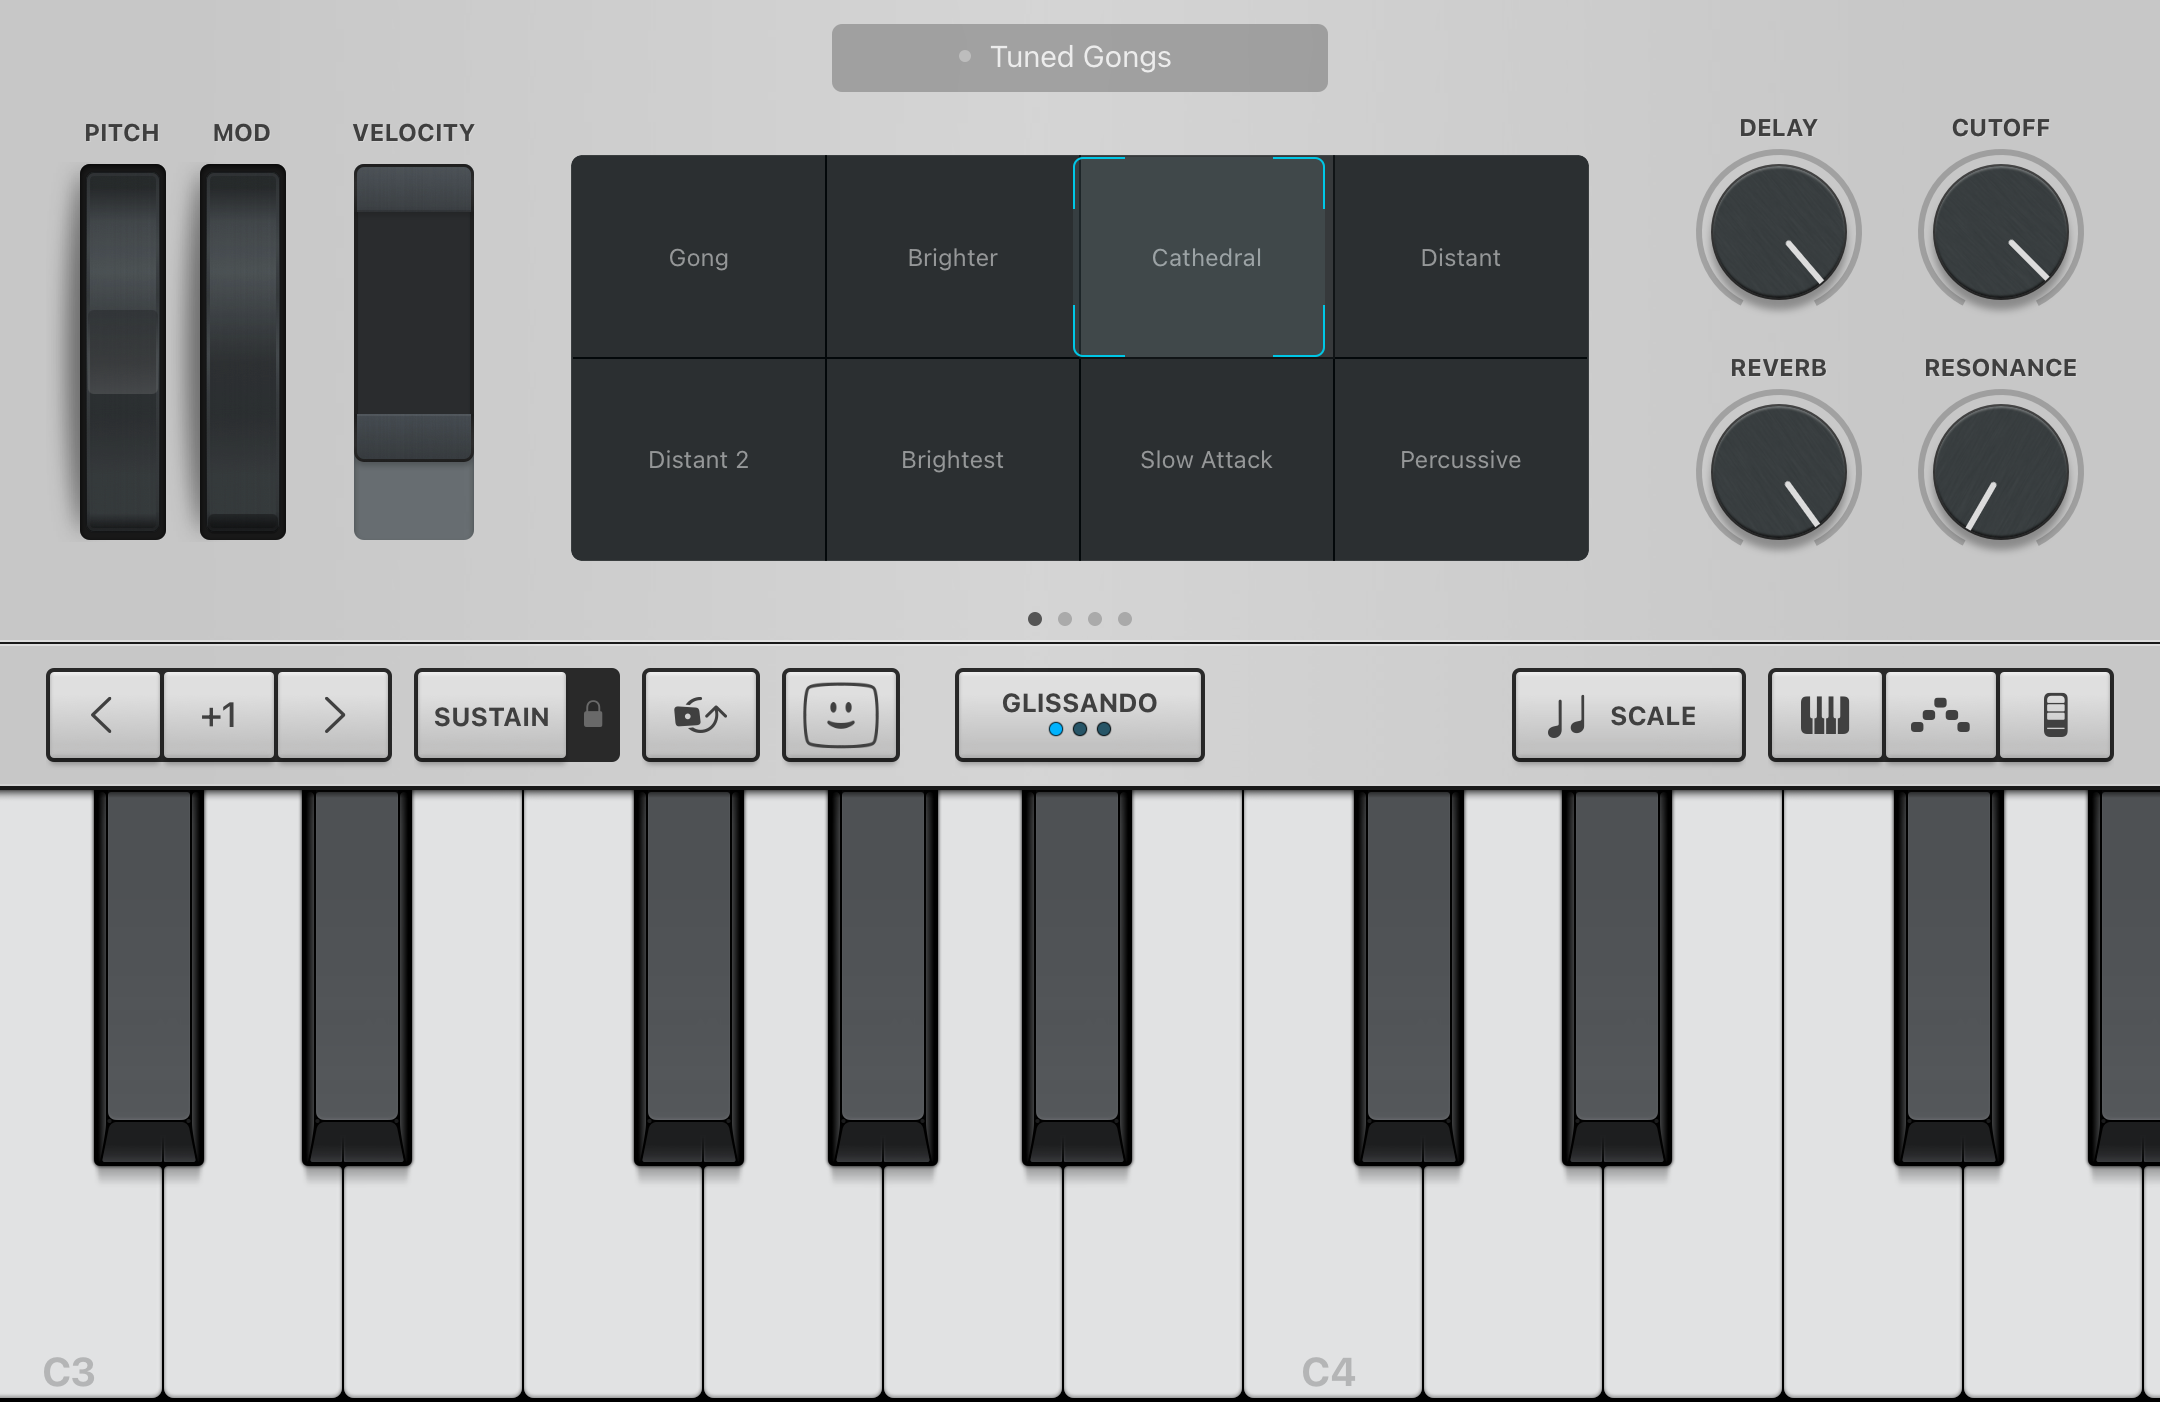 Tuned Gongs
PITCH
MOD
VELOCITY
DELAY
CUTOFF
Gong
Brighter
Cathedral
Distant
REVERB
RESONANCE
Distant 2
Brightest
Slow Attack
Percussive
+1
SUSTAIN
GLISSANDO
SCALE
C3
C4